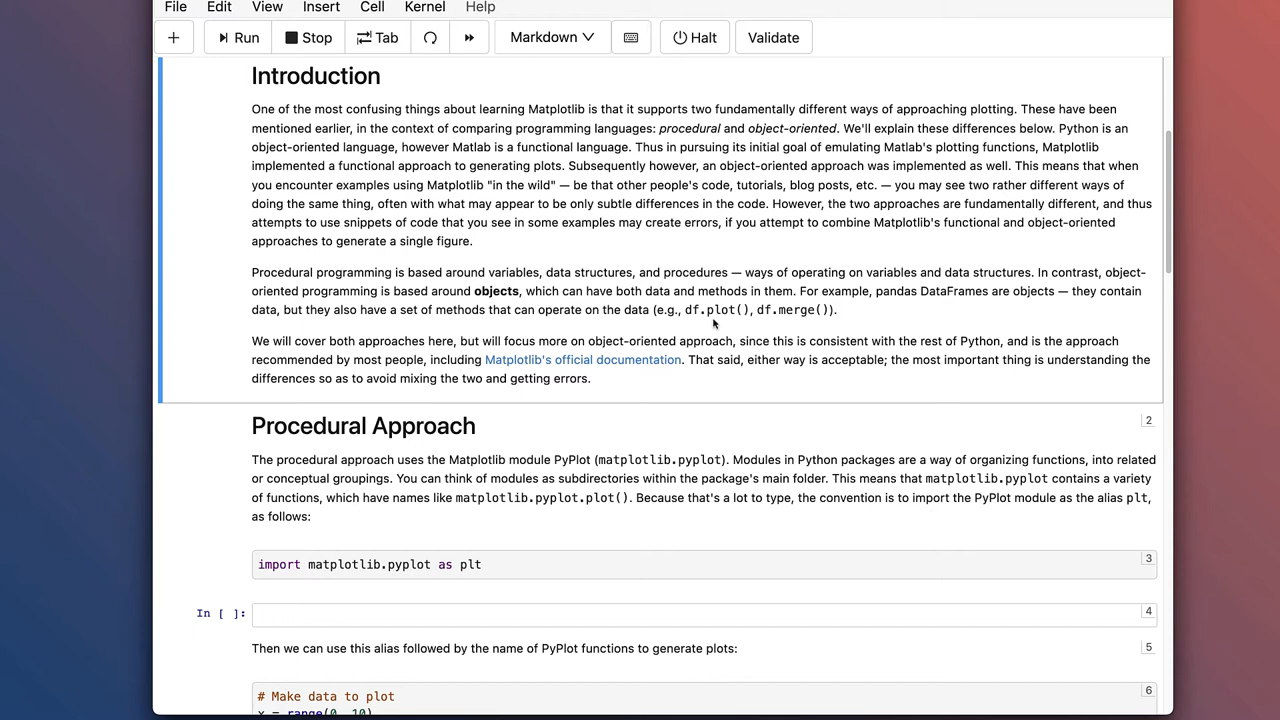 File Edit View Insert Cell Kernel Help
+ Run Stop Tab Markdown Halt Validate
Introduction
One of the most confusing things about learning Matplotlib is that it supports two fundamentally different ways of approaching plotting. These have been
mentioned earlier, in the context of comparing programming languages: procedural and object-oriented. We'll explain these differences below. Python is an
object-oriented language, however Matlab is a functional language. Thus in pursuing its initial goal of emulating Matlab's plotting functions, Matplotlib
implemented a functional approach to generating plots. Subsequently however, an object-oriented approach was implemented as well. This means that when
you encounter examples using Matplotlib "in the wild" — be that other people's code, tutorials, blog posts, etc. — you may see two rather different ways of
doing the same thing, often with what may appear to be only subtle differences in the code. However, the two approaches are fundamentally different, and thus
attempts to use snippets of code that you see in some examples may create errors, if you attempt to combine Matplotlib's functional and object-oriented
approaches to generate a single figure.
Procedural programming is based around variables, data structures, and procedures — ways of operating on variables and data structures. In contrast, object-
oriented programming is based around objects, which can have both data and methods in them. For example, pandas DataFrames are objects — they contain
data, but they also have a set of methods that can operate on the data (e.g., df.plot(), df.merge()).
We will cover both approaches here, but will focus more on object-oriented approach, since this is consistent with the rest of Python, and is the approach
recommended by most people, including Matplotlib's official documentation. That said, either way is acceptable; the most important thing is understanding the
differences so as to avoid mixing the two and getting errors.
Procedural Approach 2
The procedural approach uses the Matplotlib module PyPlot (matplotlib.pyplot). Modules in Python packages are a way of organizing functions, into related
or conceptual groupings. You can think of modules as subdirectories within the package's main folder. This means that matplotlib.pyplot contains a variety
of functions, which have names like matplotlib.pyplot.plot(). Because that's a lot to type, the convention is to import the PyPlot module as the alias plt,
as follows:
import matplotlib.pyplot as plt 3
In [ ]: 4
Then we can use this alias followed by the name of PyPlot functions to generate plots: 5
# Make data to plot 6
x = range(0, 10)